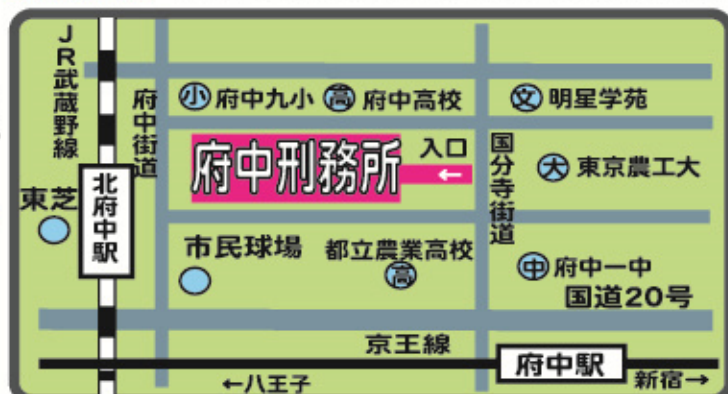 JR武蔵野線
府中街道
小 府中九小
高 府中高校
文 明星学苑
府中刑務所
入口
←
国分寺街道
大 東京農工大
東芝
北府中駅
市民球場
都立農業高校
高
中 府中一中
国道20号
京王線
府中駅
←八王子
新宿→